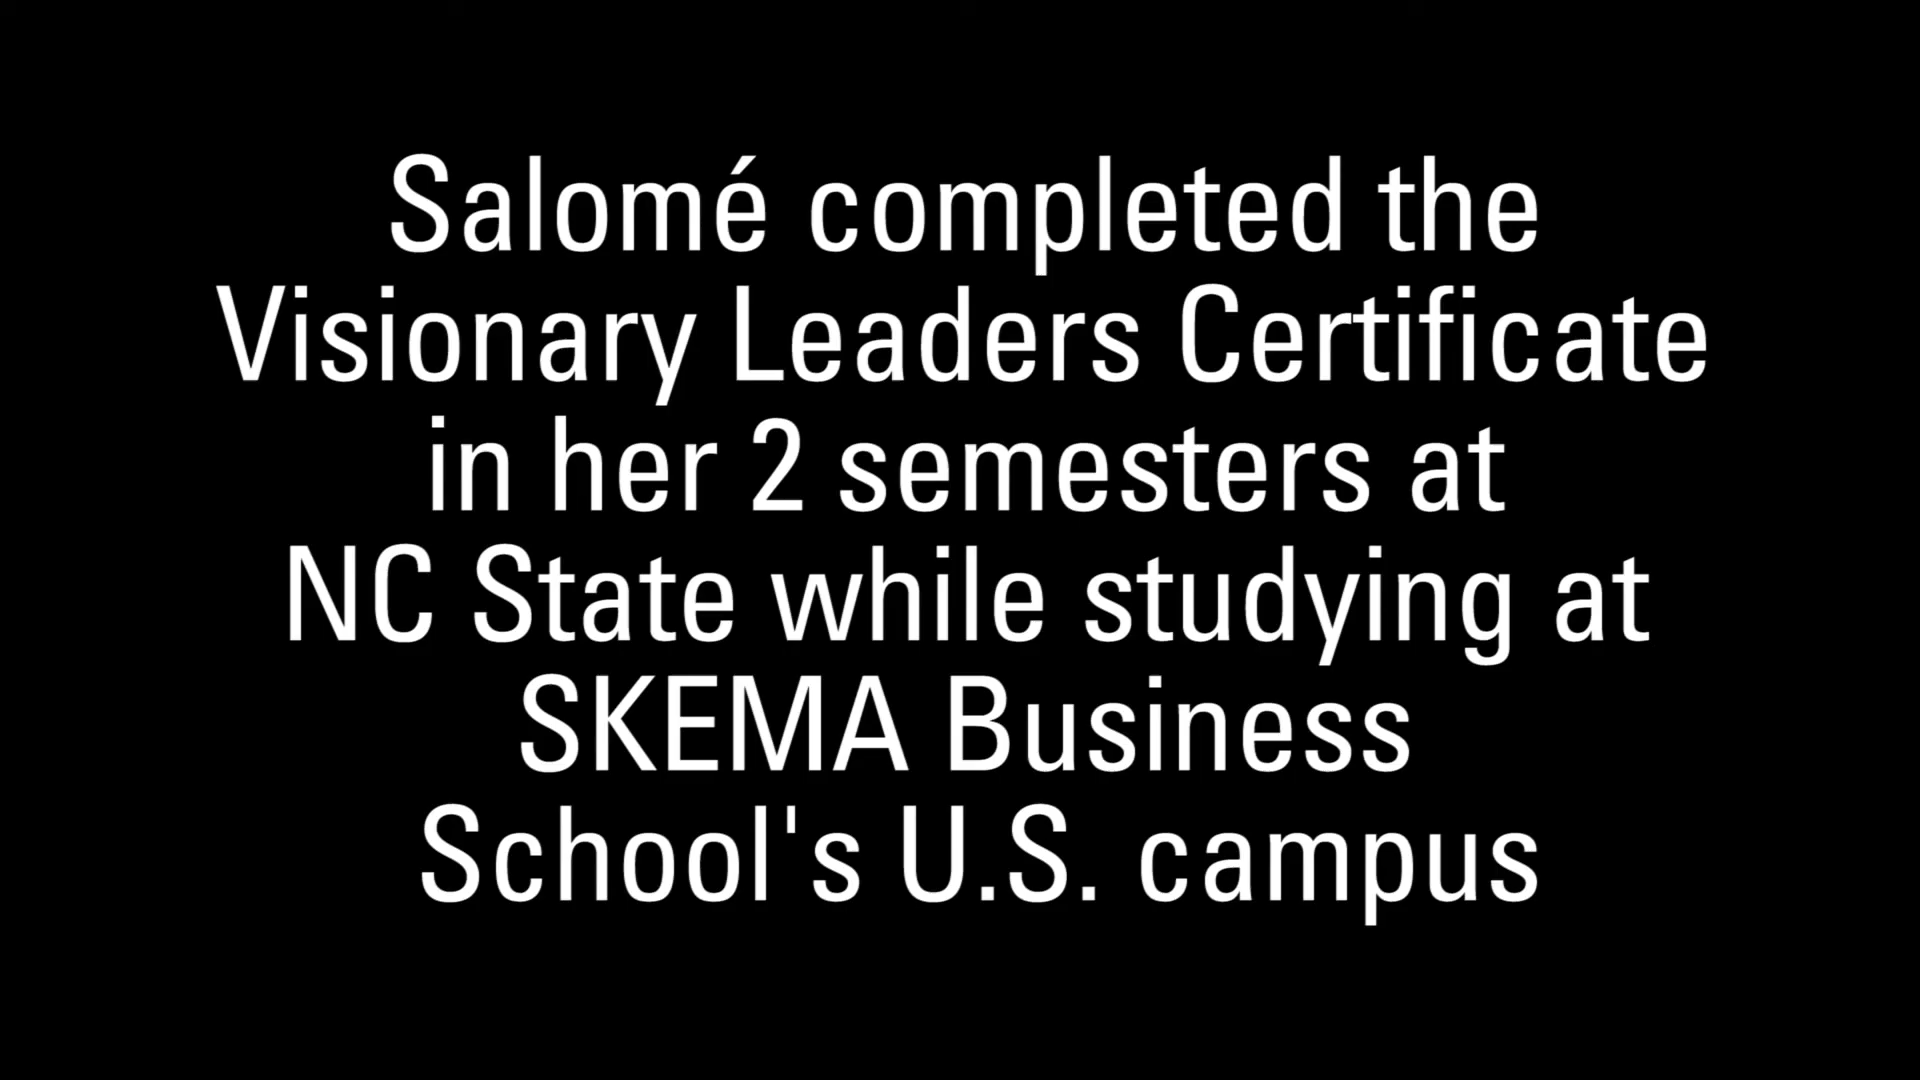 Salomé completed the
Visionary Leaders Certificate
in her 2 semesters at
NC State while studying at
SKEMA Business
School's U.S. campus